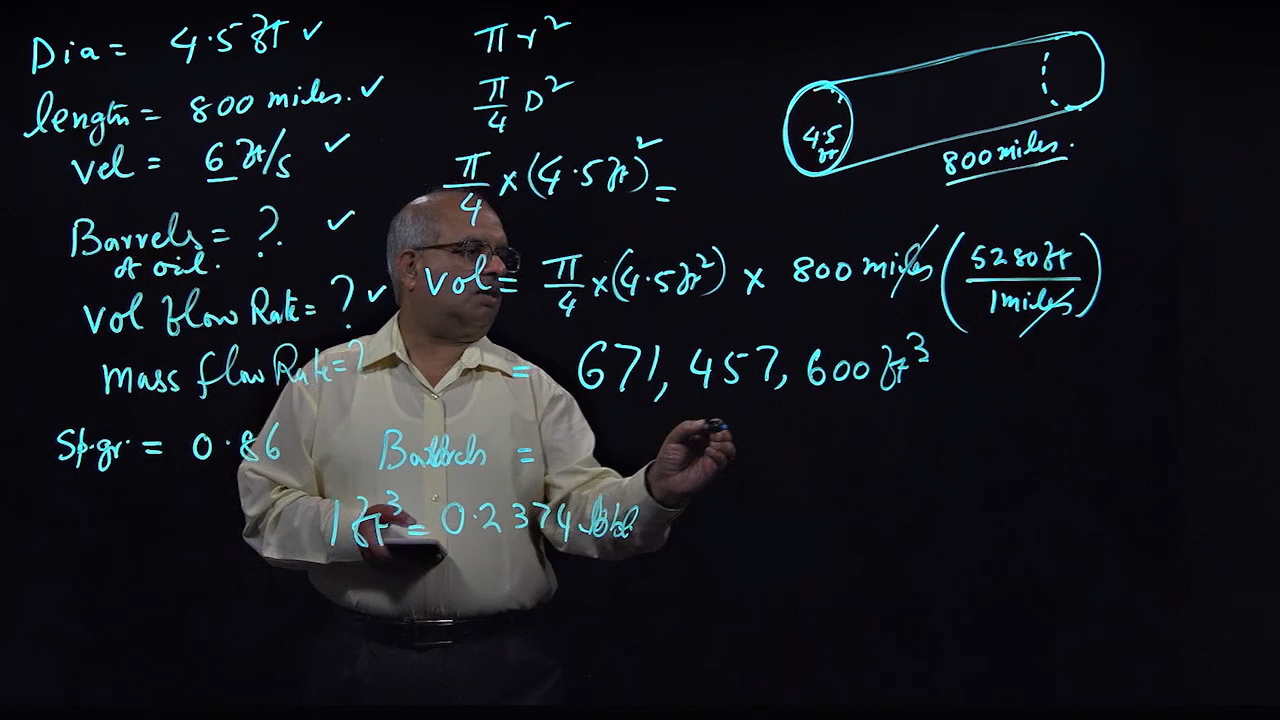 Dia = 4.5 ft ✓
length = 800 miles. ✓
vel = 6 ft/s ✓
Barrels = ? ✓
of oil.
Vol flow Rate = ? ✓
Mass flow Rate = ?
Sp.gr. = 0.86
π r²
π/4 D²
π/4 × (4.5 ft)² =
Vol = π/4 × (4.5 ft²) × 800 miles (5280 ft / 1 miles)
= 671,457,600 ft³
Barrels =
1 ft³ = 0.2374 bbl
4.5 ft
800 miles.